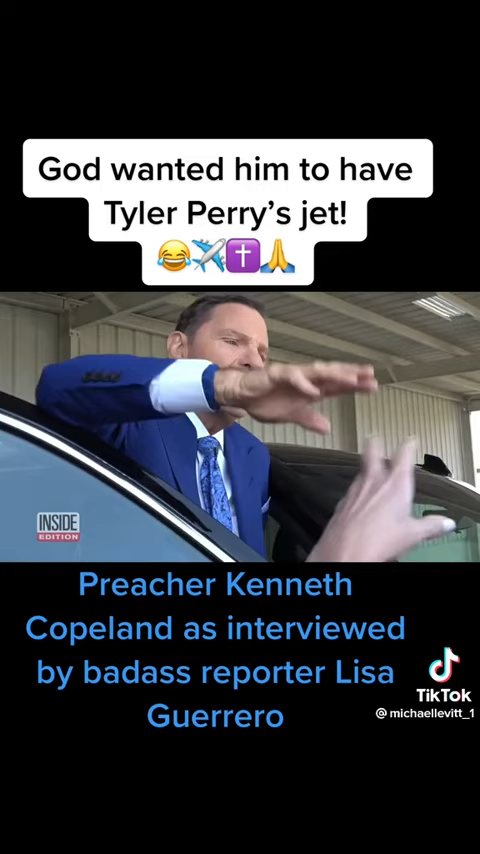 God wanted him to have
Tyler Perry’s jet!
😂✈️✝️🙏
INSIDE
EDITION
Preacher Kenneth
Copeland as interviewed
by badass reporter Lisa
Guerrero
TikTok
@michaellevitt_1